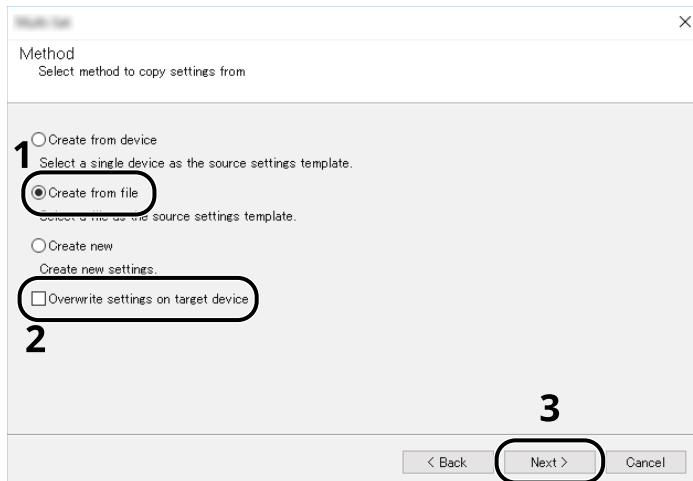 Method
Select method to copy settings from
Create from device
1
Select a single device as the source settings template.
Create from file
source settings template.
Create new
Create new settings.
Overwrite settings on target device
2
3
< Back
Next >
Cancel